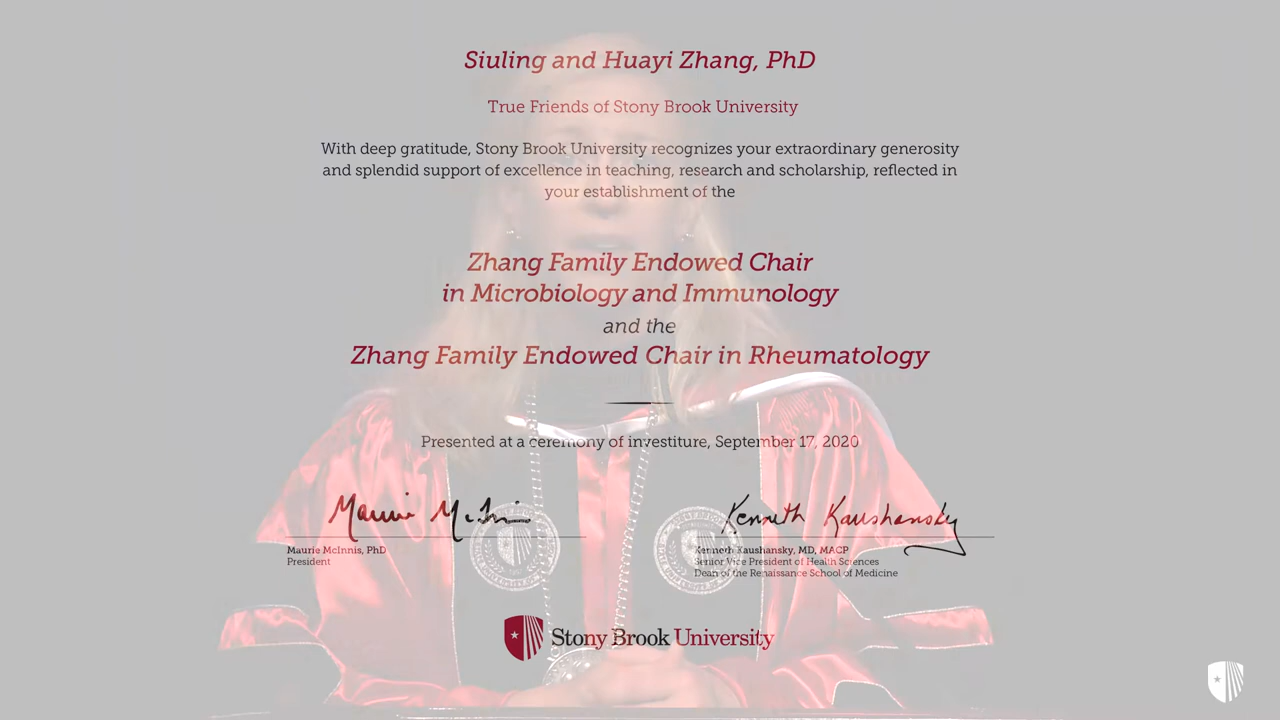 Siuling and Huayi Zhang, PhD
True Friends of Stony Brook University
With deep gratitude, Stony Brook University recognizes your extraordinary generosity
and splendid support of excellence in teaching, research and scholarship, reflected in
your establishment of the
Zhang Family Endowed Chair
in Microbiology and Immunology
and the
Zhang Family Endowed Chair in Rheumatology
Presented at a ceremony of investiture, September 17, 2020
Maurie McInnis
Kenneth Kaushansky
Maurie McInnis, PhD
President
Kenneth Kaushansky, MD, MACP
Senior Vice President of Health Sciences
Dean of the Renaissance School of Medicine
Stony Brook University